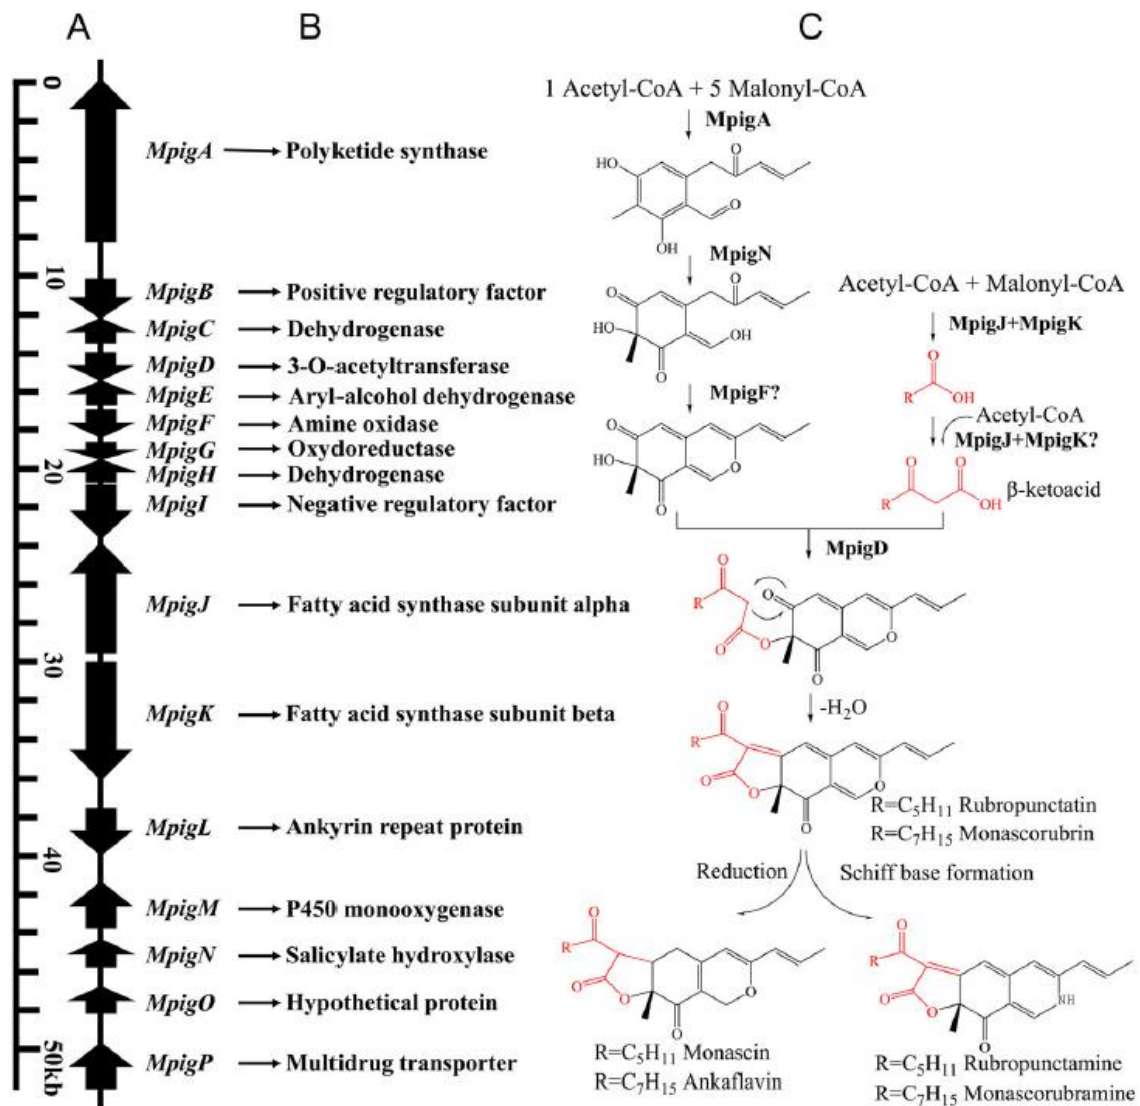 A B C
0
10
20
30
40
50kb
MpigA Polyketide synthase
MpigB Positive regulatory factor
MpigC Dehydrogenase
MpigD 3-O-acetyltransferase
MpigE Aryl-alcohol dehydrogenase
MpigF Amine oxidase
MpigG Oxydoreductase
MpigH Dehydrogenase
MpigI Negative regulatory factor
MpigJ Fatty acid synthase subunit alpha
MpigK Fatty acid synthase subunit beta
MpigL Ankyrin repeat protein
MpigM P450 monooxygenase
MpigN Salicylate hydroxylase
MpigO Hypothetical protein
MpigP Multidrug transporter
1 Acetyl-CoA + 5 Malonyl-CoA
MpigA
O
HO
O
OH
MpigN
O
O
HO
OH
O
MpigF?
O
HO
O
O
Acetyl-CoA + Malonyl-CoA
MpigJ+MpigK
O
R
OH
Acetyl-CoA
MpigJ+MpigK?
O O
R OH β-ketoacid
MpigD
O
O
R
O
O
O
O
-H₂O
O
R
O
O
O
O
R=C₅H₁₁ Rubropunctatin
R=C₇H₁₅ Monascorubrin
Reduction Schiff base formation
O
R
O
O
O
O
R=C₅H₁₁ Monascin
R=C₇H₁₅ Ankaflavin
O
R
O
NH
O
O
R=C₅H₁₁ Rubropunctamine
R=C₇H₁₅ Monascorubramine